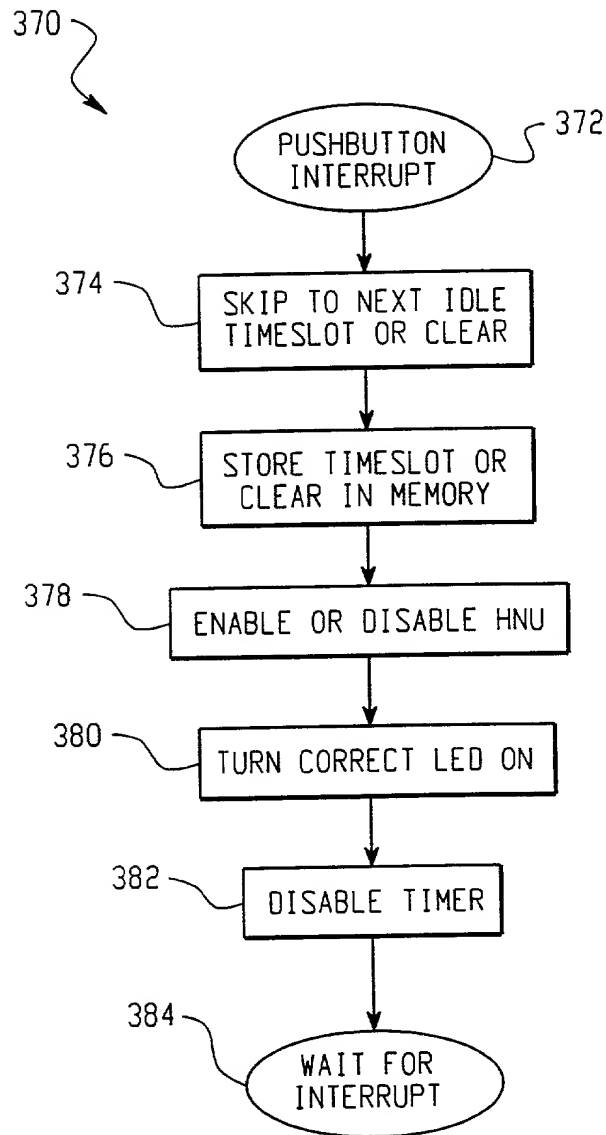 370
PUSHBUTTON
INTERRUPT
372
374
SKIP TO NEXT IDLE
TIMESLOT OR CLEAR
376
STORE TIMESLOT OR
CLEAR IN MEMORY
378
ENABLE OR DISABLE HNU
380
TURN CORRECT LED ON
382
DISABLE TIMER
384
WAIT FOR
INTERRUPT